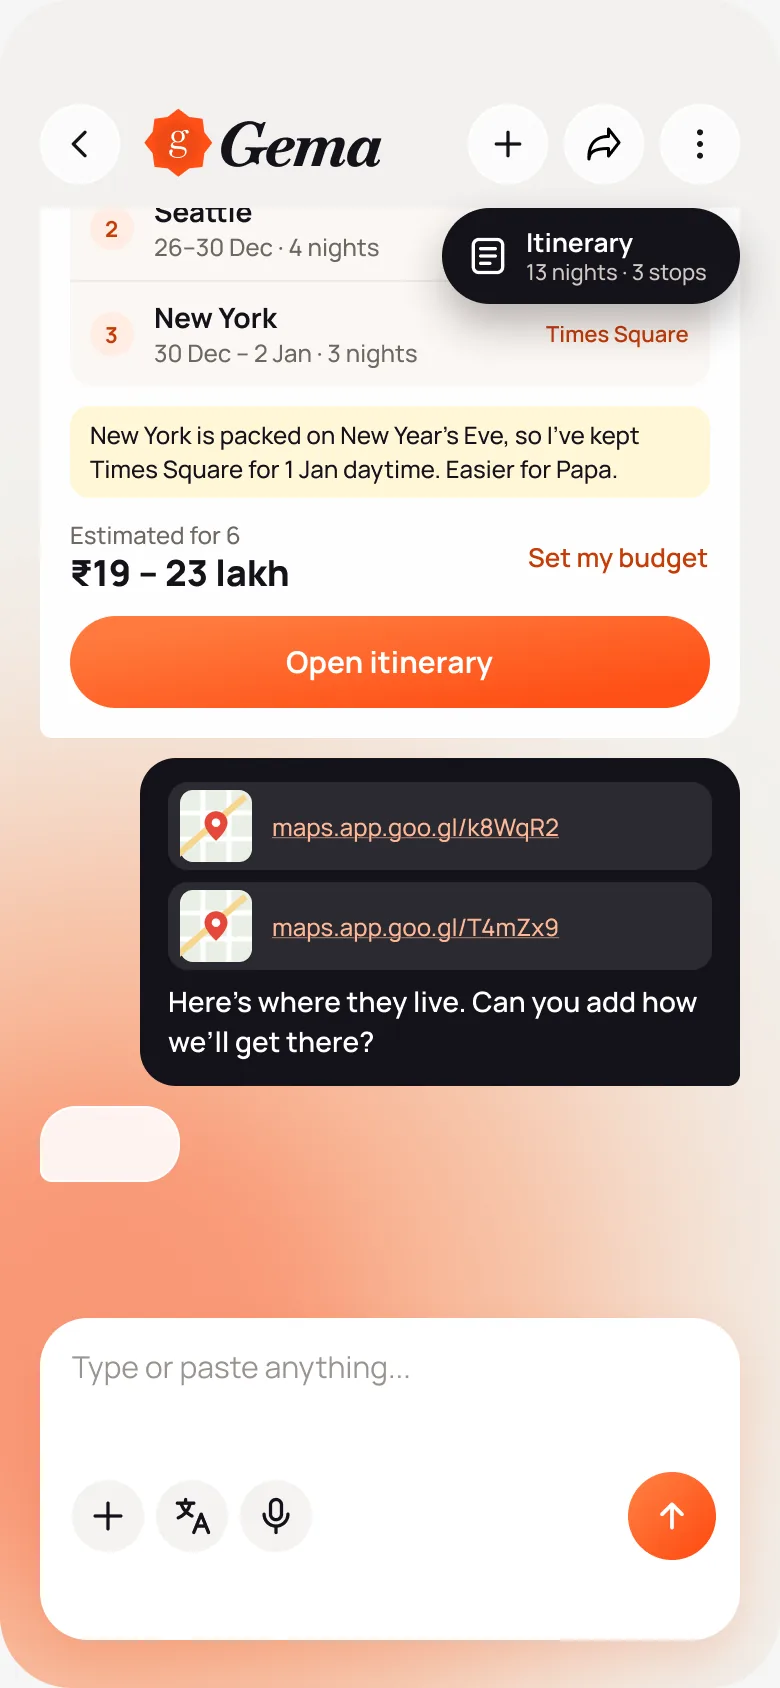 g Gema
2
Seattle
26–30 Dec · 4 nights
Itinerary
13 nights · 3 stops
3
New York
30 Dec – 2 Jan · 3 nights
Times Square
New York is packed on New Year's Eve, so I've kept
Times Square for 1 Jan daytime. Easier for Papa.
Estimated for 6
₹19 – 23 lakh
Set my budget
Open itinerary
maps.app.goo.gl/k8WqR2
maps.app.goo.gl/T4mZx9
Here's where they live. Can you add how
we'll get there?
Type or paste anything...
文A